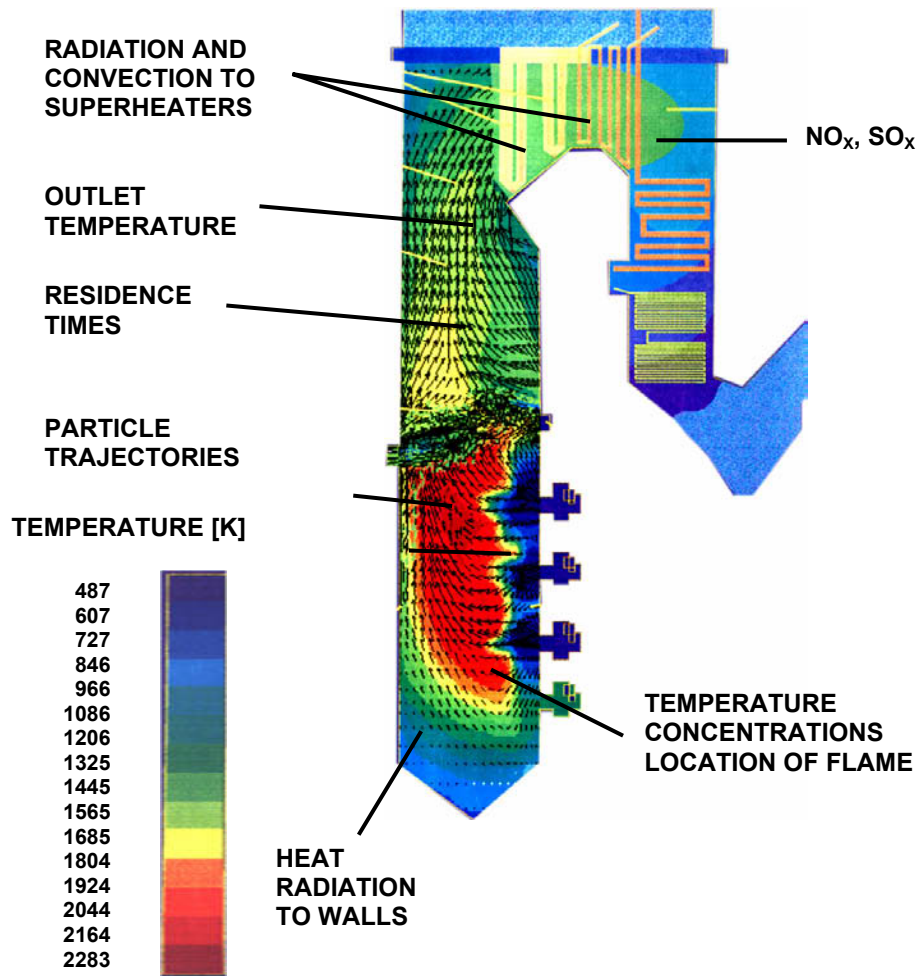 RADIATION AND
CONVECTION TO
SUPERHEATERS
NOX, SOX
OUTLET
TEMPERATURE
RESIDENCE
TIMES
PARTICLE
TRAJECTORIES
TEMPERATURE [K]
487
607
727
846
966
1086
1206
1325
1445
1565
1685
1804
1924
2044
2164
2283
TEMPERATURE
CONCENTRATIONS
LOCATION OF FLAME
HEAT
RADIATION
TO WALLS